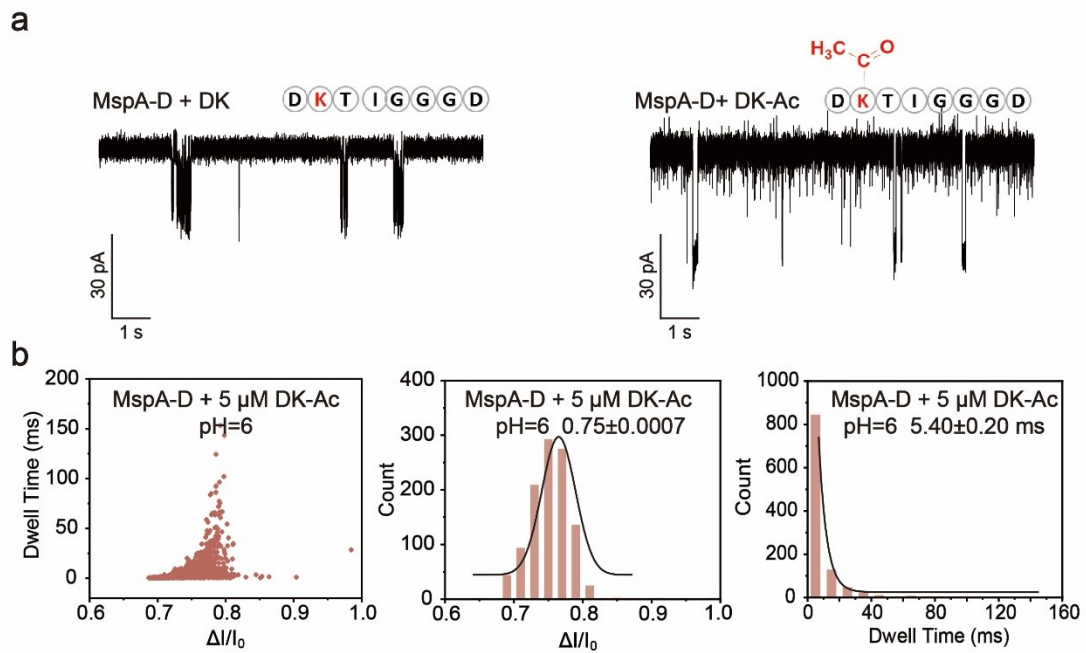 a
MspA-D + DK
D K T I G G G D
30 pA
1 s
H₃C C O
MspA-D+ DK-Ac
D K T I G G G D
30 pA
1 s
b
Dwell Time (ms)
200
150
100
50
0
MspA-D + 5 µM DK-Ac
pH=6
0.6 0.7 0.8 0.9 1.0
ΔI/I₀
Count
400
300
200
100
0
MspA-D + 5 µM DK-Ac
pH=6 0.75±0.0007
0.6 0.7 0.8 0.9 1.0
ΔI/I₀
Count
1000
800
600
400
200
0
MspA-D + 5 µM DK-Ac
pH=6 5.40±0.20 ms
0 40 80 120 160
Dwell Time (ms)